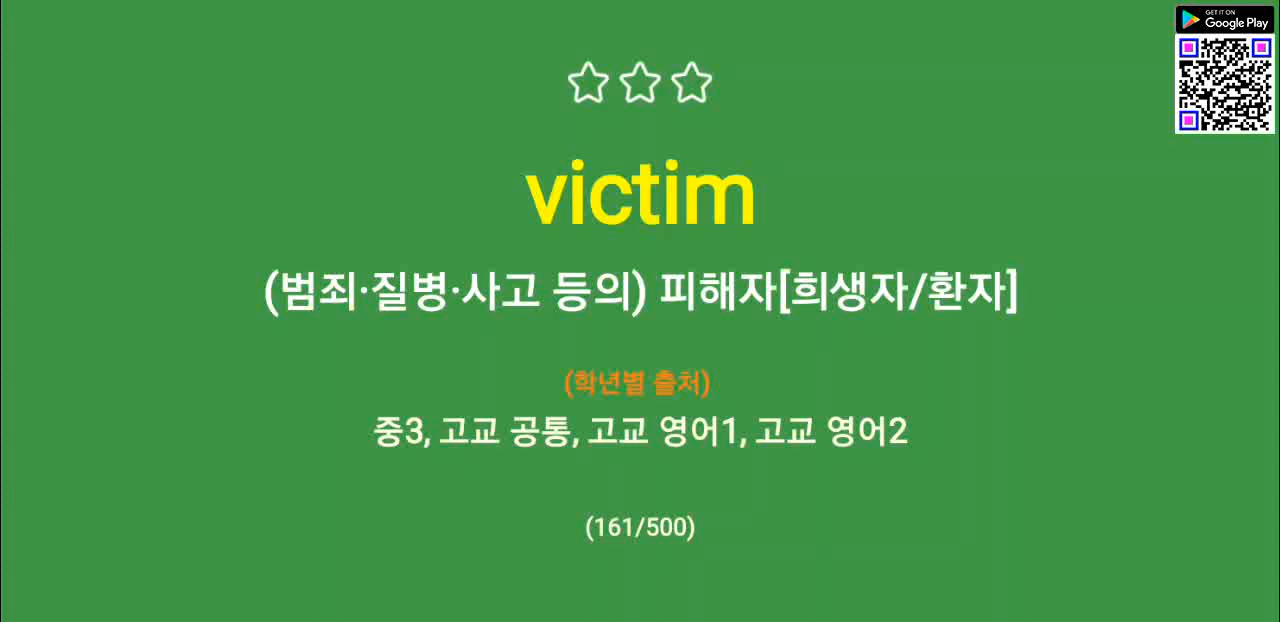 GET IT ON
Google Play
victim
(범죄·질병·사고 등의) 피해자[희생자/환자]
(학년별 출처)
중3, 고교 공통, 고교 영어1, 고교 영어2
(161/500)